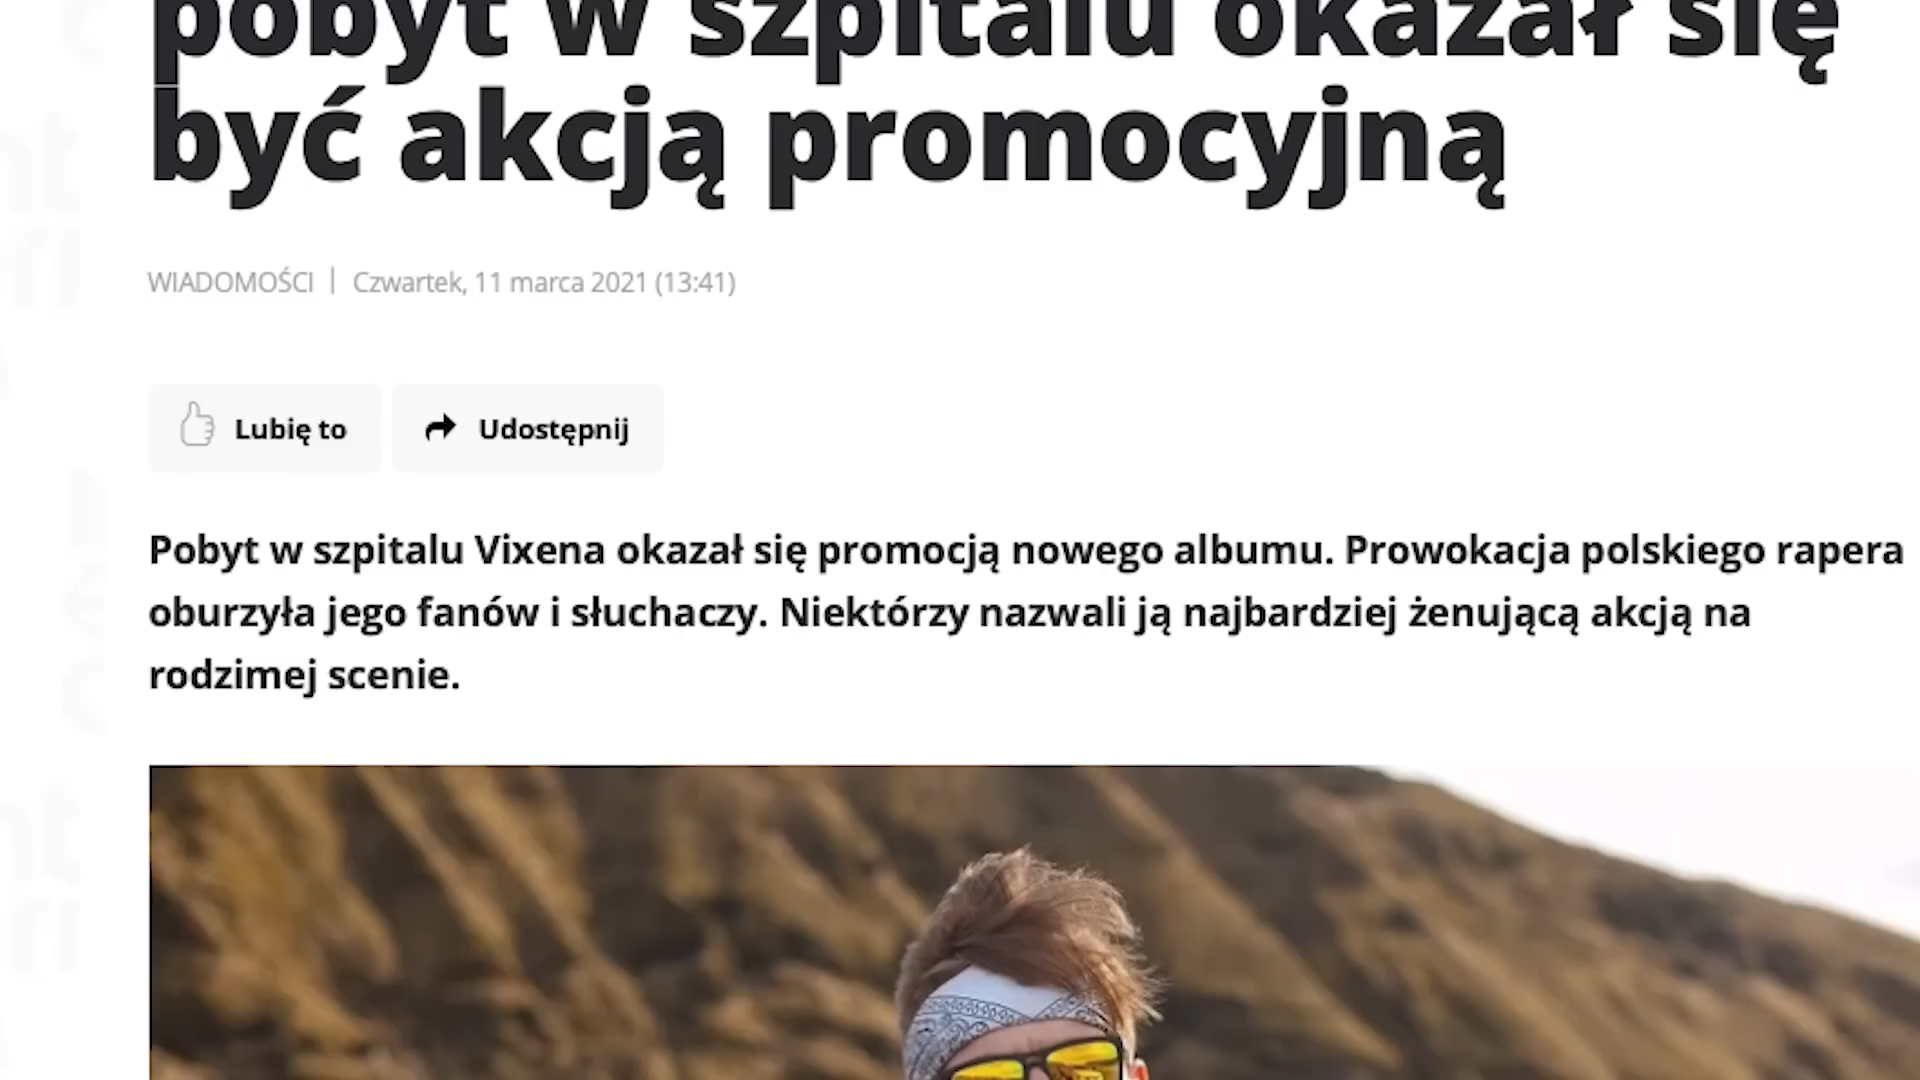 pobyt w szpitalu okazał się
być akcją promocyjną
WIADOMOŚCI | Czwartek, 11 marca 2021 (13:41)
Lubię to
Udostępnij
Pobyt w szpitalu Vixena okazał się promocją nowego albumu. Prowokacja polskiego rapera
oburzyła jego fanów i słuchaczy. Niektórzy nazwali ją najbardziej żenującą akcją na
rodzimej scenie.